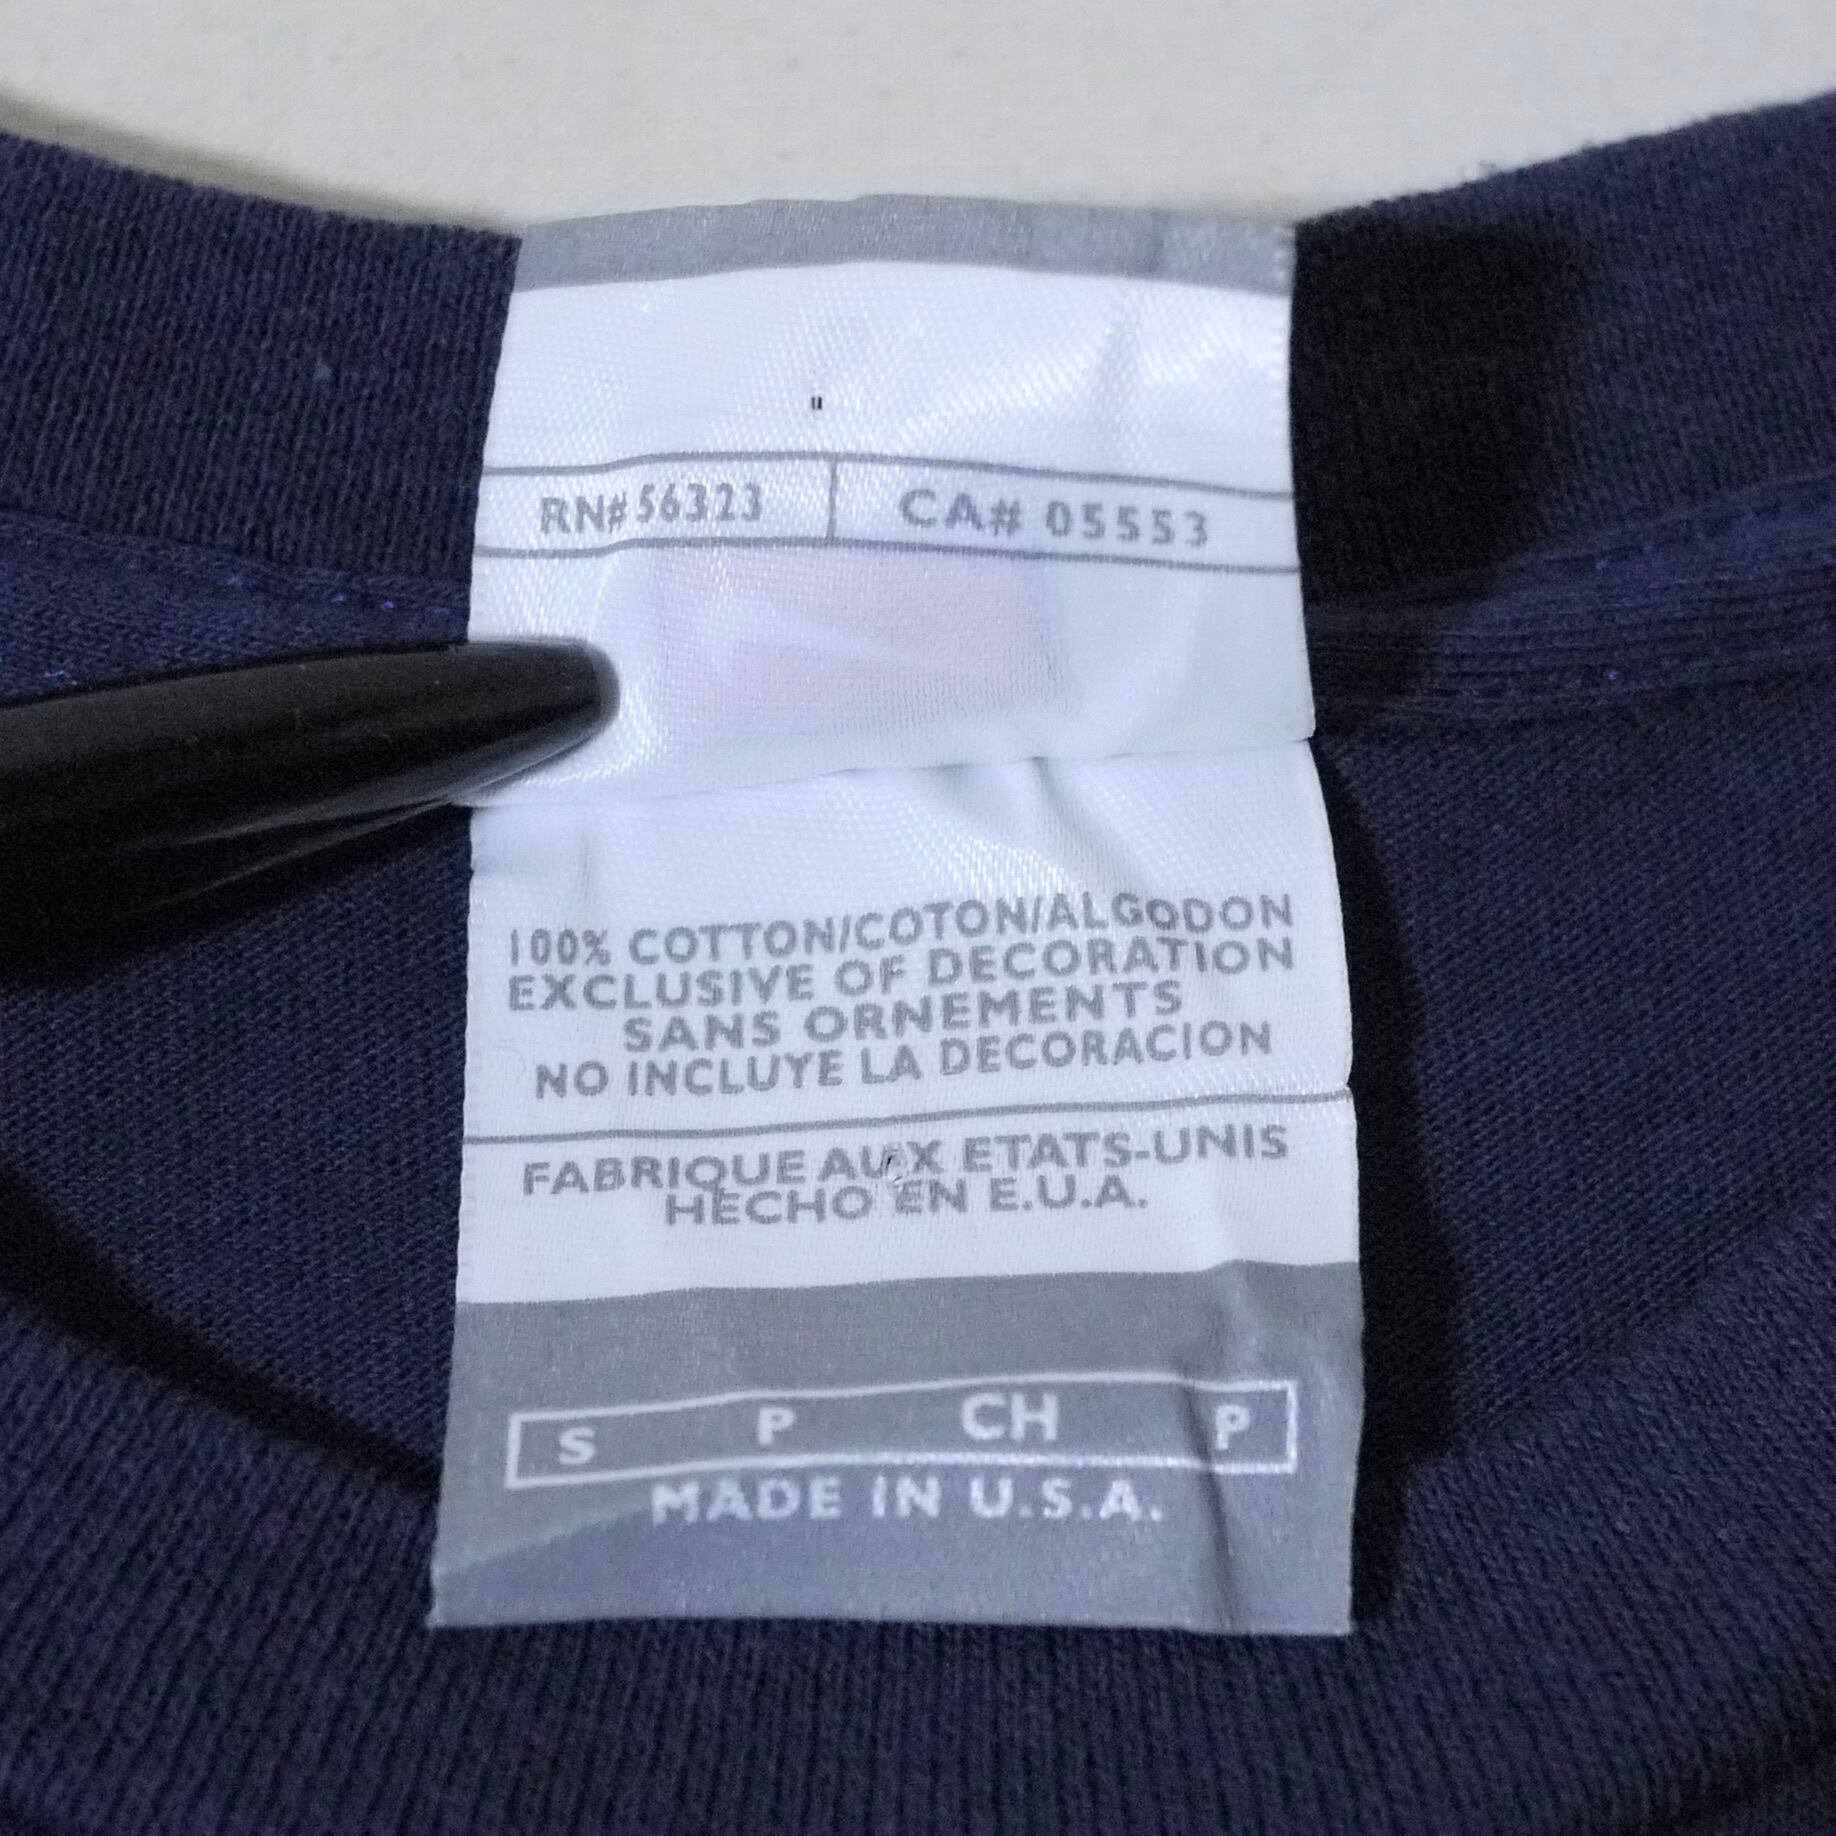 RN# 56323 CA# 05553
100% COTTON/COTON/ALGODON
EXCLUSIVE OF DECORATION
SANS ORNEMENTS
NO INCLUYE LA DECORACION
FABRIQUE AUX ETATS-UNIS
HECHO EN E.U.A.
S P CH P
MADE IN U.S.A.